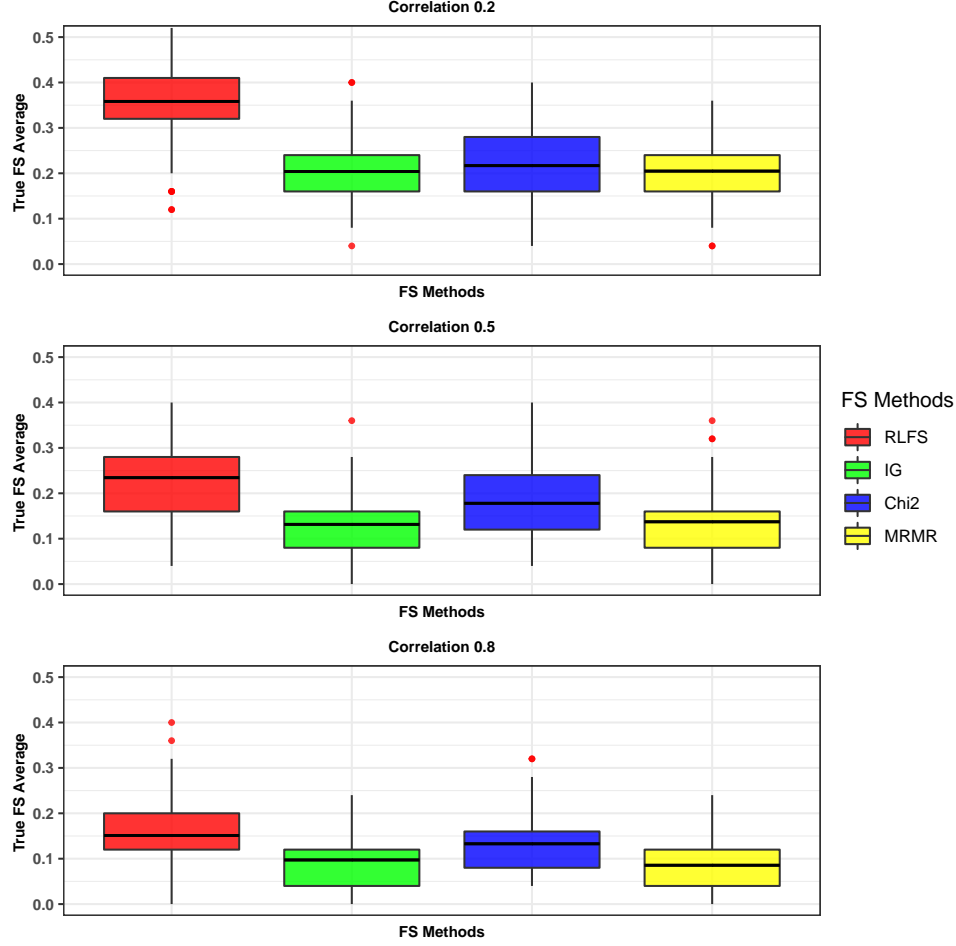 Correlation 0.2
True FS Average
0.5
0.4
0.3
0.2
0.1
0.0
FS Methods
Correlation 0.5
True FS Average
0.5
0.4
0.3
0.2
0.1
0.0
FS Methods
Correlation 0.8
True FS Average
0.5
0.4
0.3
0.2
0.1
0.0
FS Methods
FS Methods
RLFS
IG
Chi2
MRMR